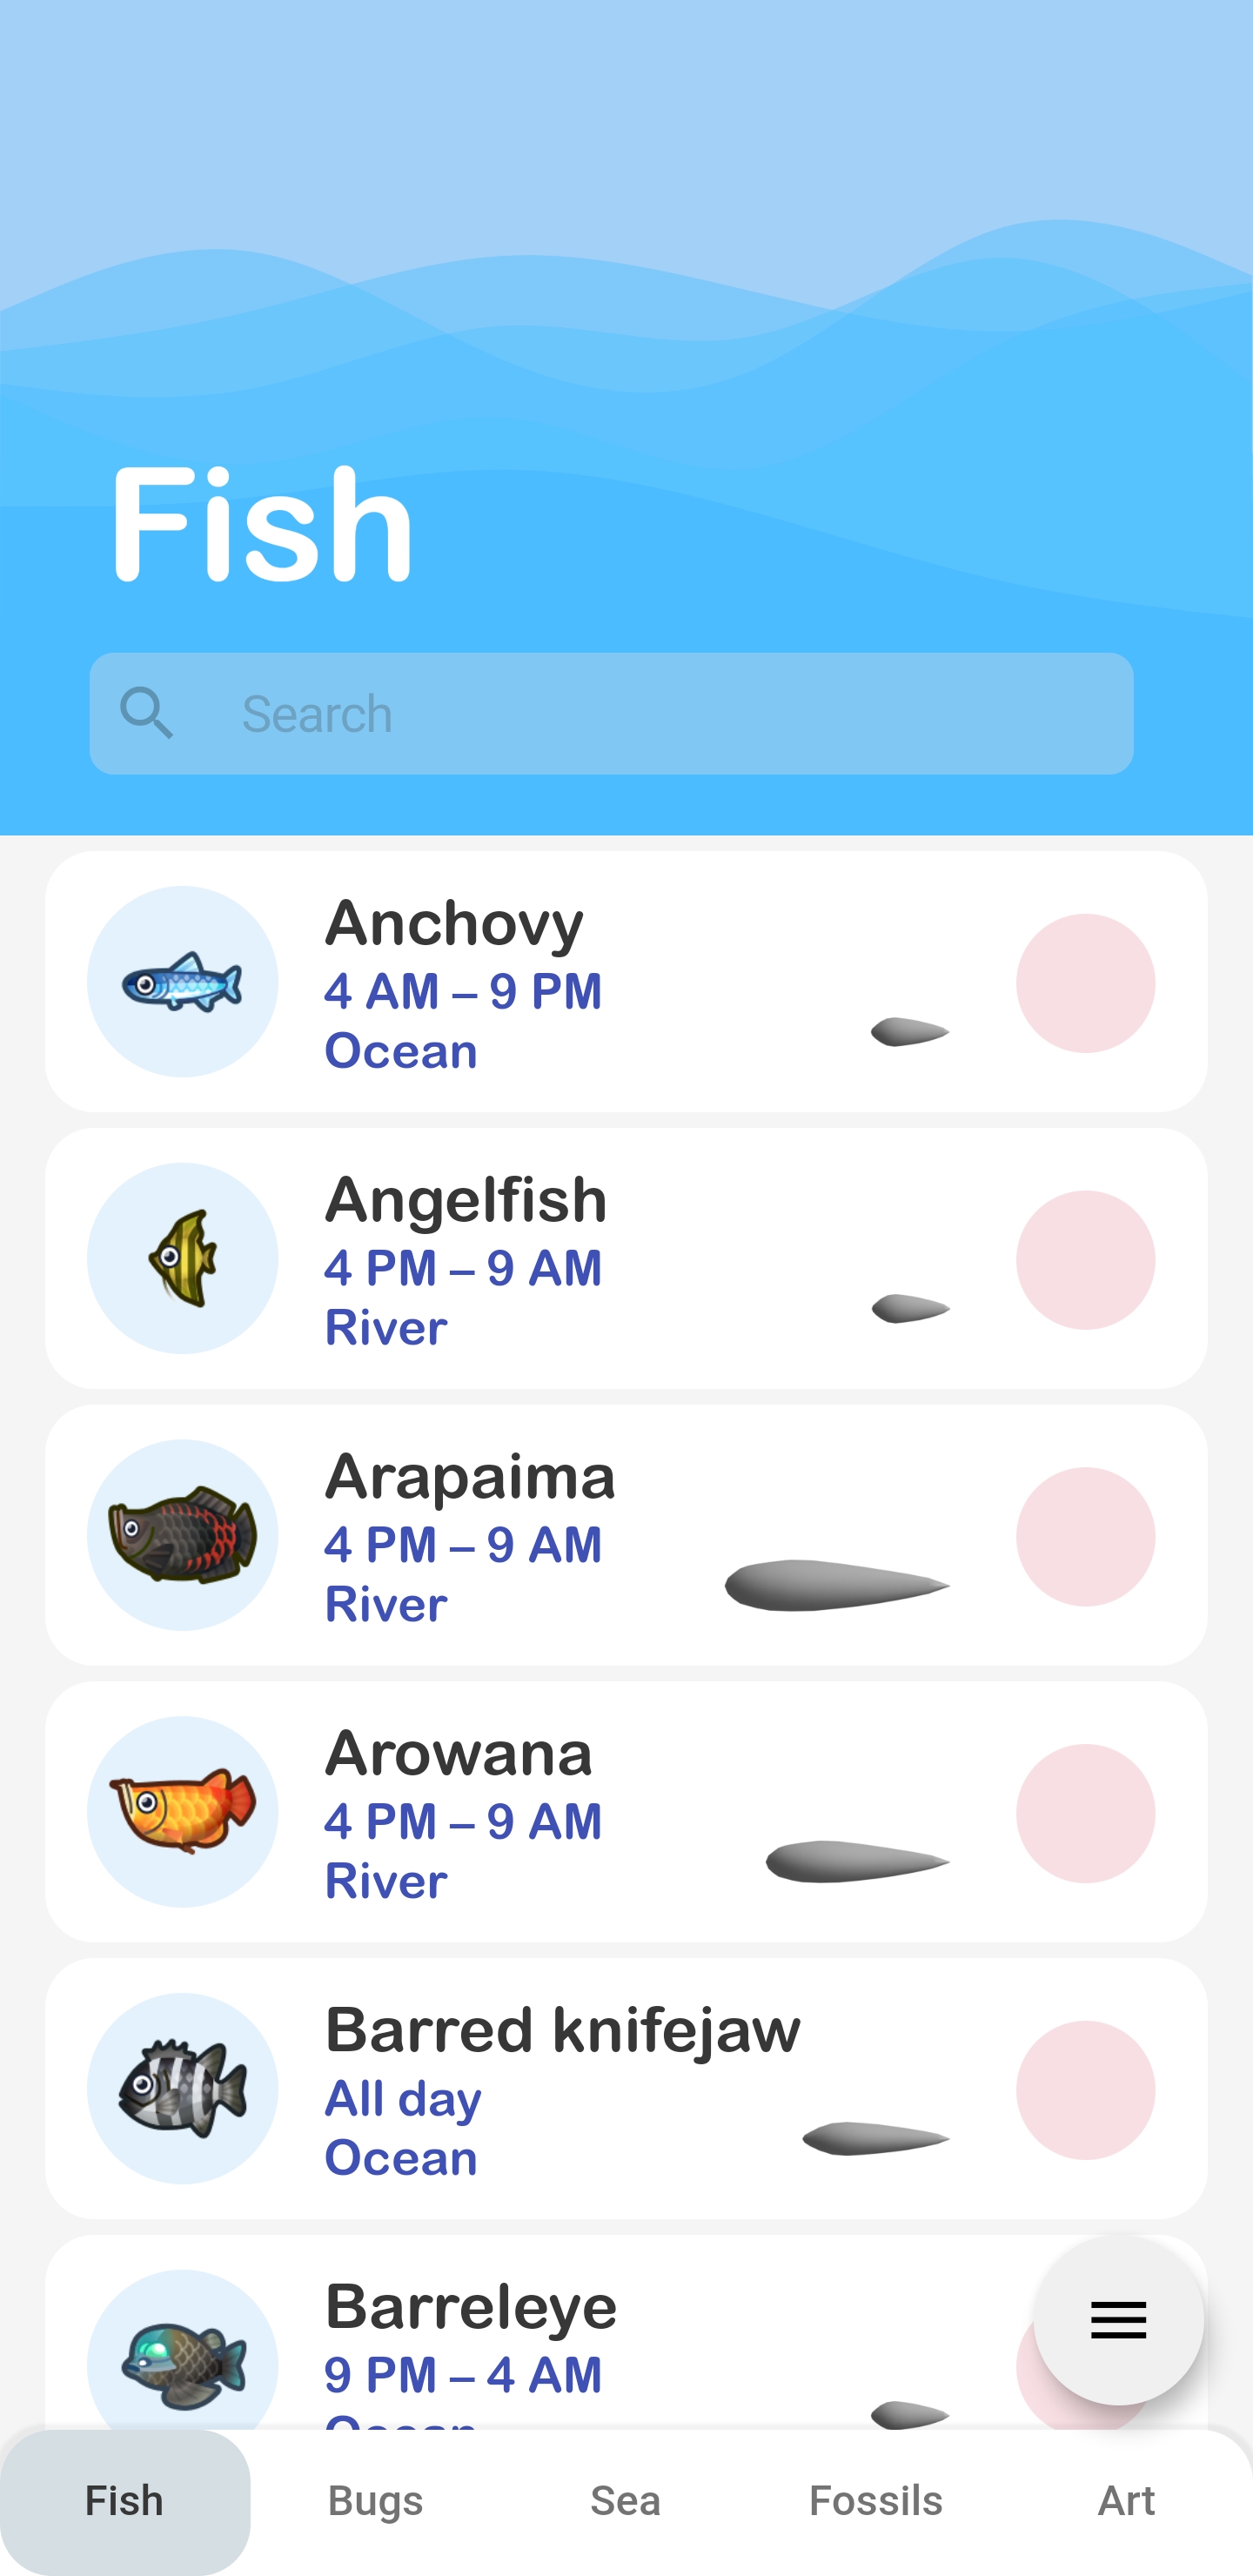 Fish
Search
Anchovy
4 AM – 9 PM
Ocean
Angelfish
4 PM – 9 AM
River
Arapaima
4 PM – 9 AM
River
Arowana
4 PM – 9 AM
River
Barred knifejaw
All day
Ocean
Barreleye
9 PM – 4 AM
Ocean
Fish Bugs Sea Fossils Art